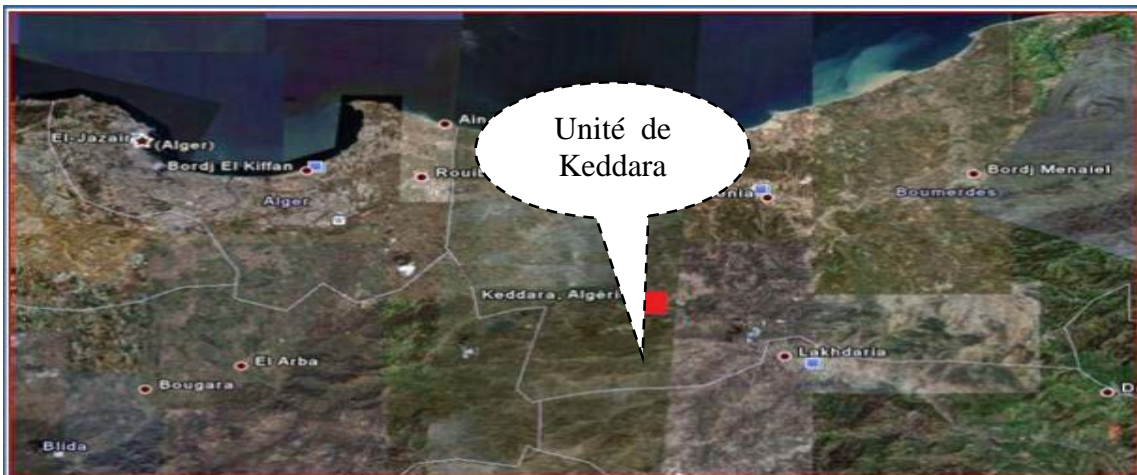 Unité de
Keddara
El-Jazair
(Alger)
Ain
Bordj El Kiffan
Alger
Boumerdes
Bordj Menaiel
Keddara, Algéri
Lakhdaria
El Arba
Bougara
Blida
D